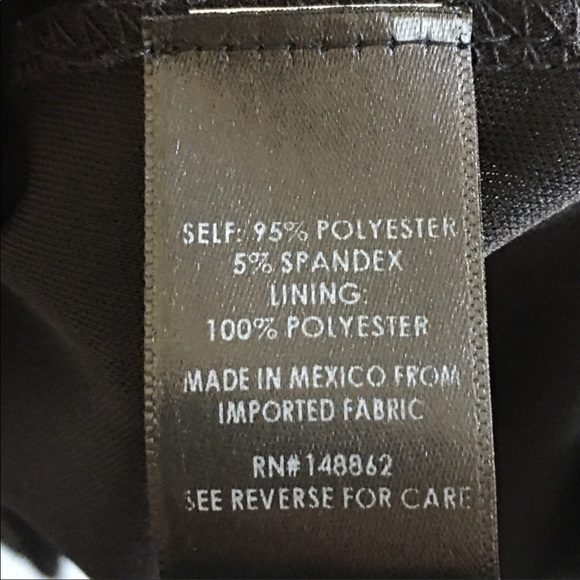 SELF: 95% POLYESTER
5% SPANDEX
LINING:
100% POLYESTER
MADE IN MEXICO FROM
IMPORTED FABRIC
RN#148862
SEE REVERSE FOR CARE